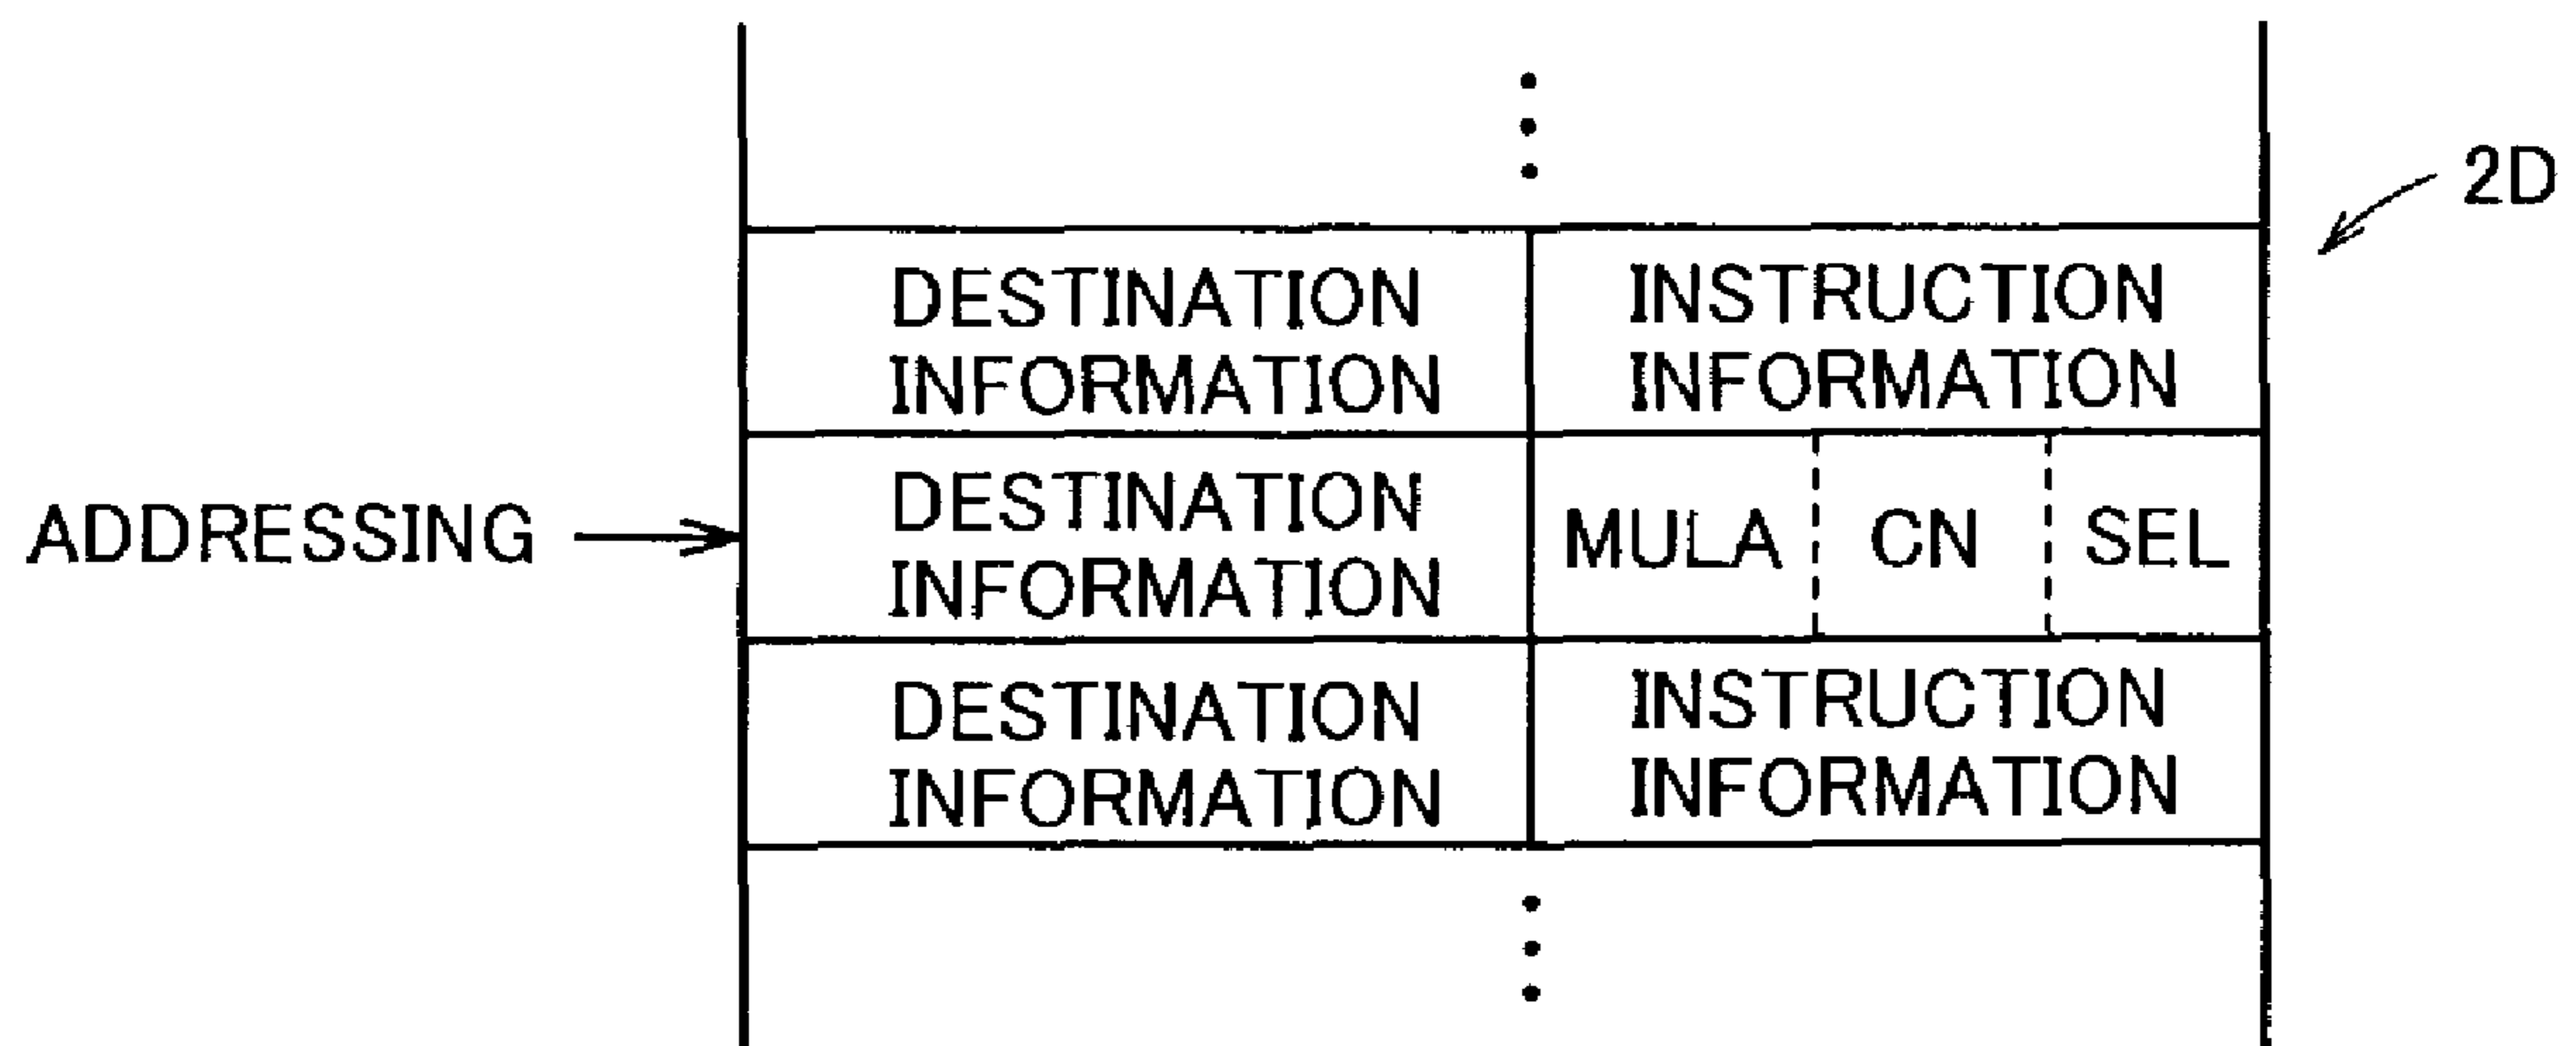 2D
DESTINATION INFORMATION
INSTRUCTION INFORMATION
ADDRESSING
DESTINATION INFORMATION
MULA
CN
SEL
DESTINATION INFORMATION
INSTRUCTION INFORMATION